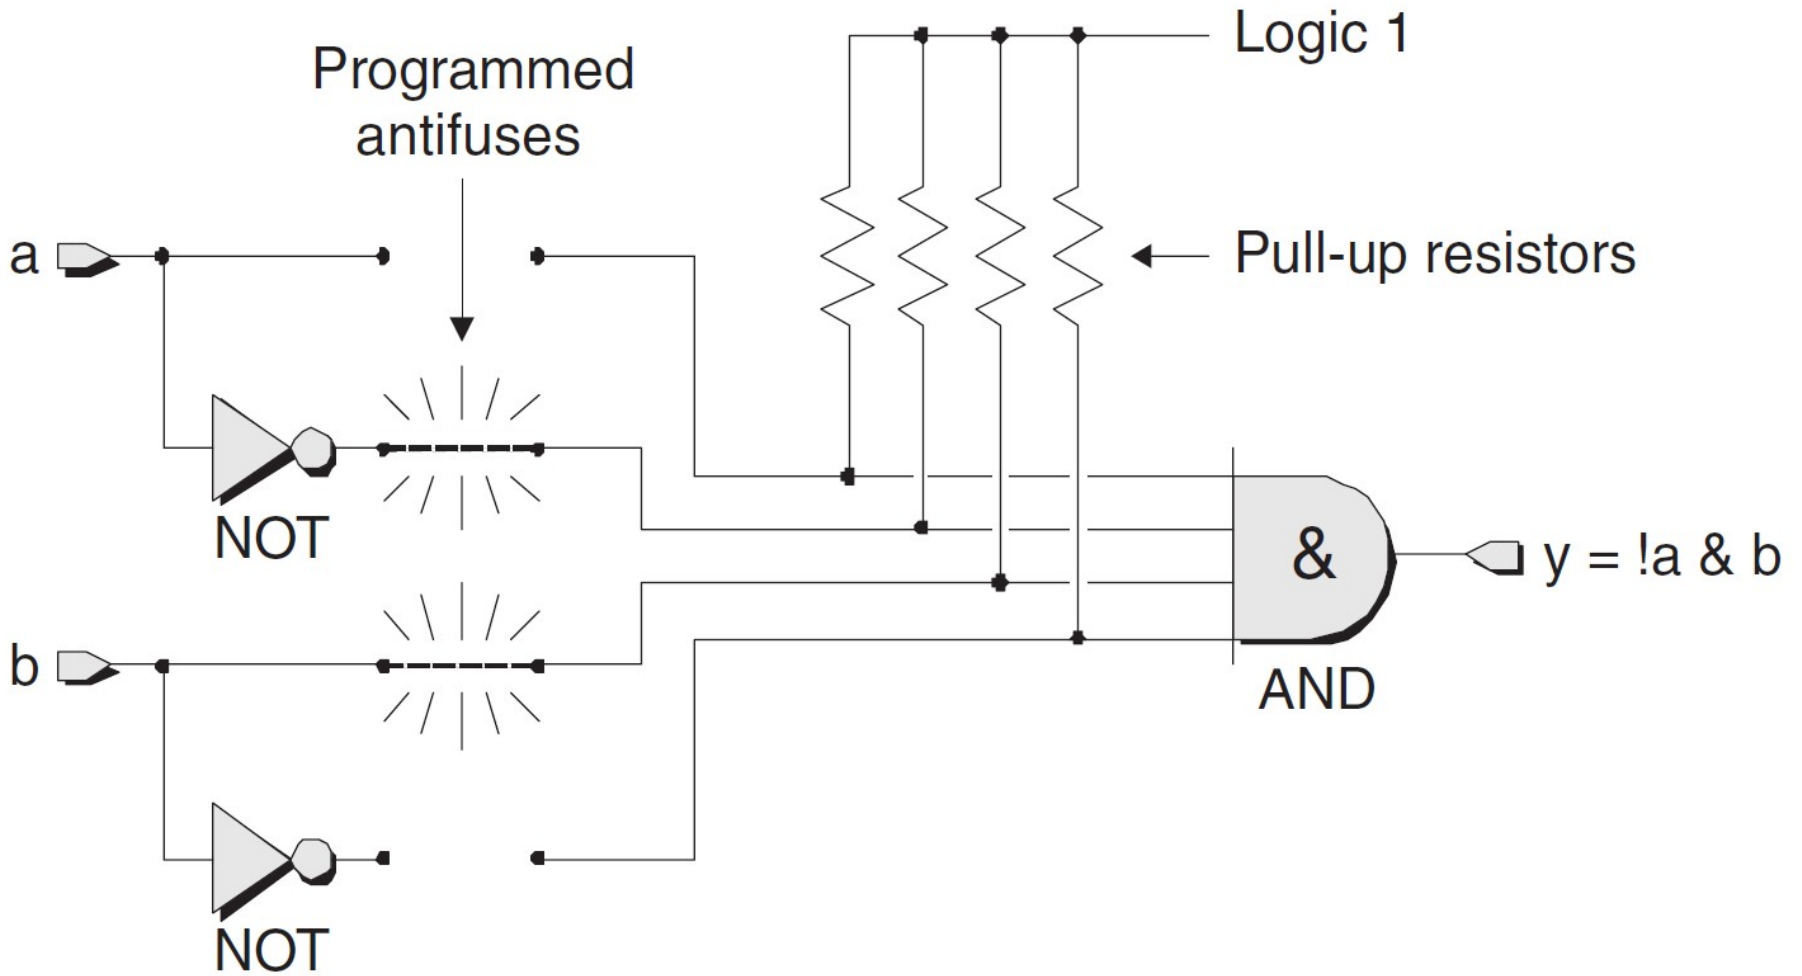 Logic 1
Programmed
antifuses
a
Pull-up resistors
NOT
&
y = !a & b
b
AND
NOT